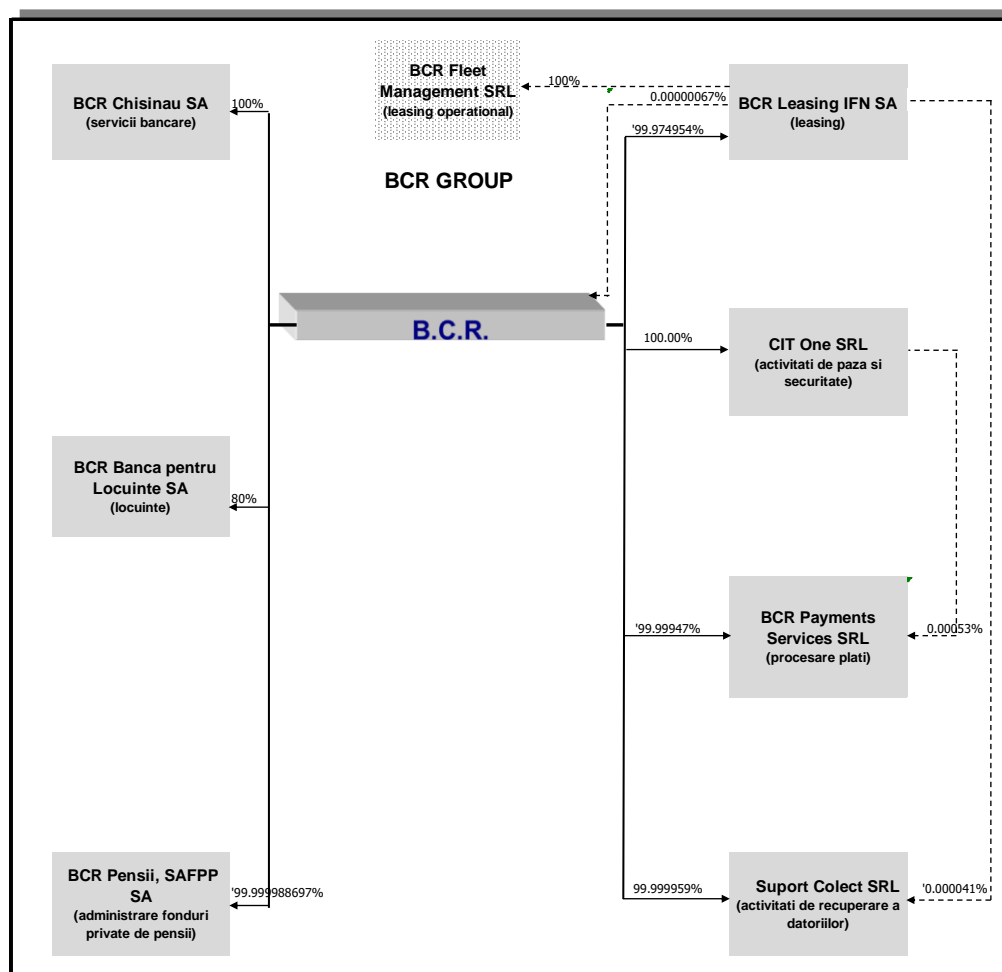 BCR Fleet
Management SRL
(leasing operational)
BCR Chisinau SA
(servicii bancare)
100%
100%
0.00000067%
BCR Leasing IFN SA
(leasing)
'99.974954%
BCR GROUP
B.C.R.
100.00%
CIT One SRL
(activitati de paza si
securitate)
BCR Banca pentru
Locuinte SA
(locuinte)
80%
'99.99947%
BCR Payments
Services SRL
(procesare plati)
0.00053%
BCR Pensii, SAFPP
SA
(administrare fonduri
private de pensii)
'99.999988697%
99.999959%
Suport Colect SRL
(activitati de recuperare a
datoriilor)
'0.000041%